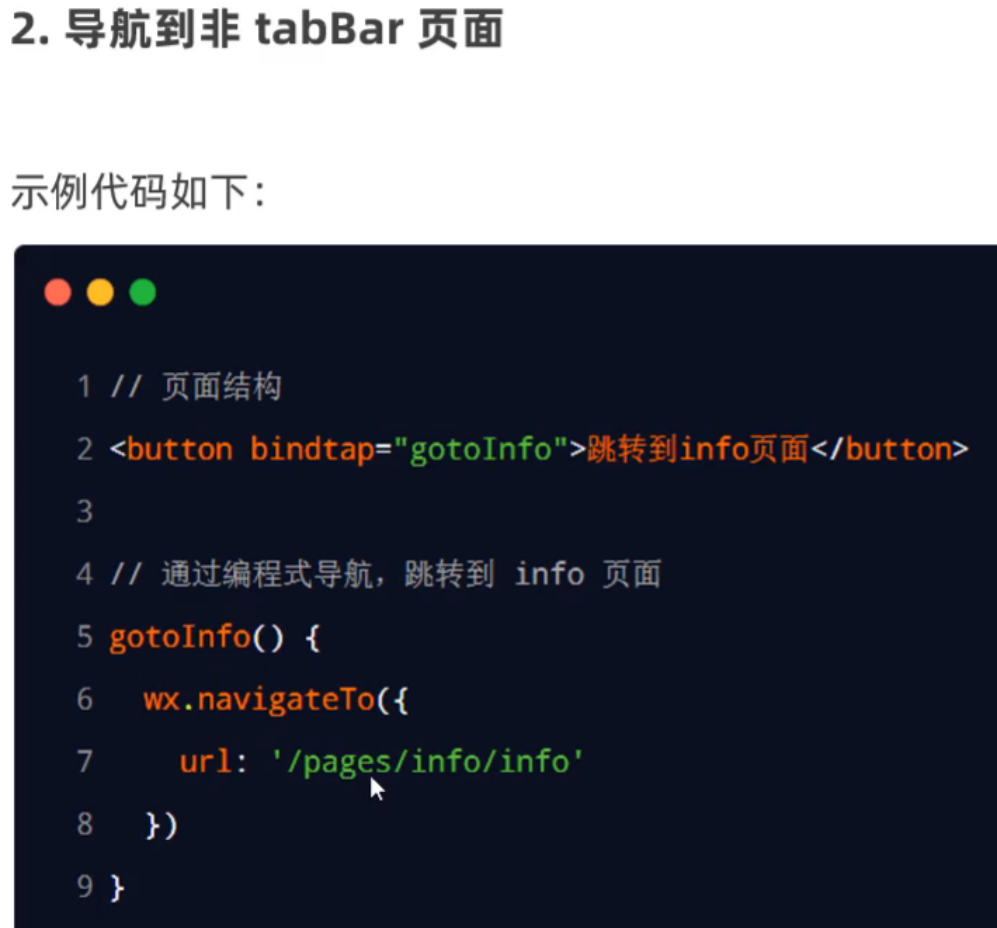 2. 导航到非 tabBar 页面
示例代码如下：
1 // 页面结构
2 <button bindtap="gotoInfo">跳转到info页面</button>
3
4 // 通过编程式导航，跳转到 info 页面
5 gotoInfo() {
6   wx.navigateTo({
7     url: '/pages/info/info'
8   })
9 }